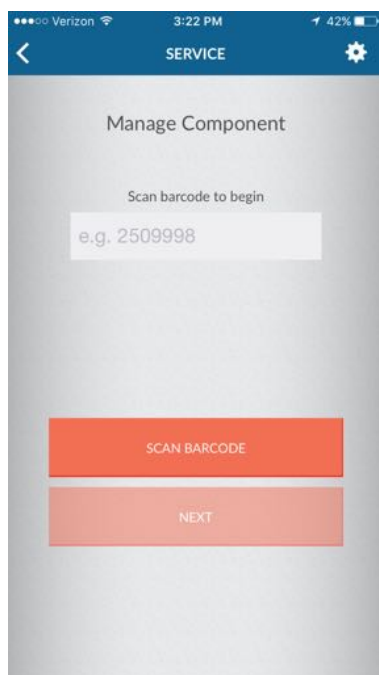 Verizon 3:22 PM 42%
SERVICE
Manage Component
Scan barcode to begin
e.g. 2509998
SCAN BARCODE
NEXT